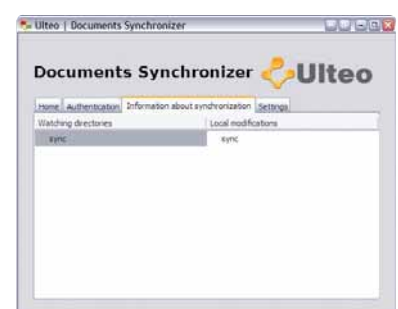 Ulteo | Documents Synchronizer
Documents Synchronizer Ulteo
Home Authentication Information about synchronization Settings
Watching directories Local modifications
sync sync